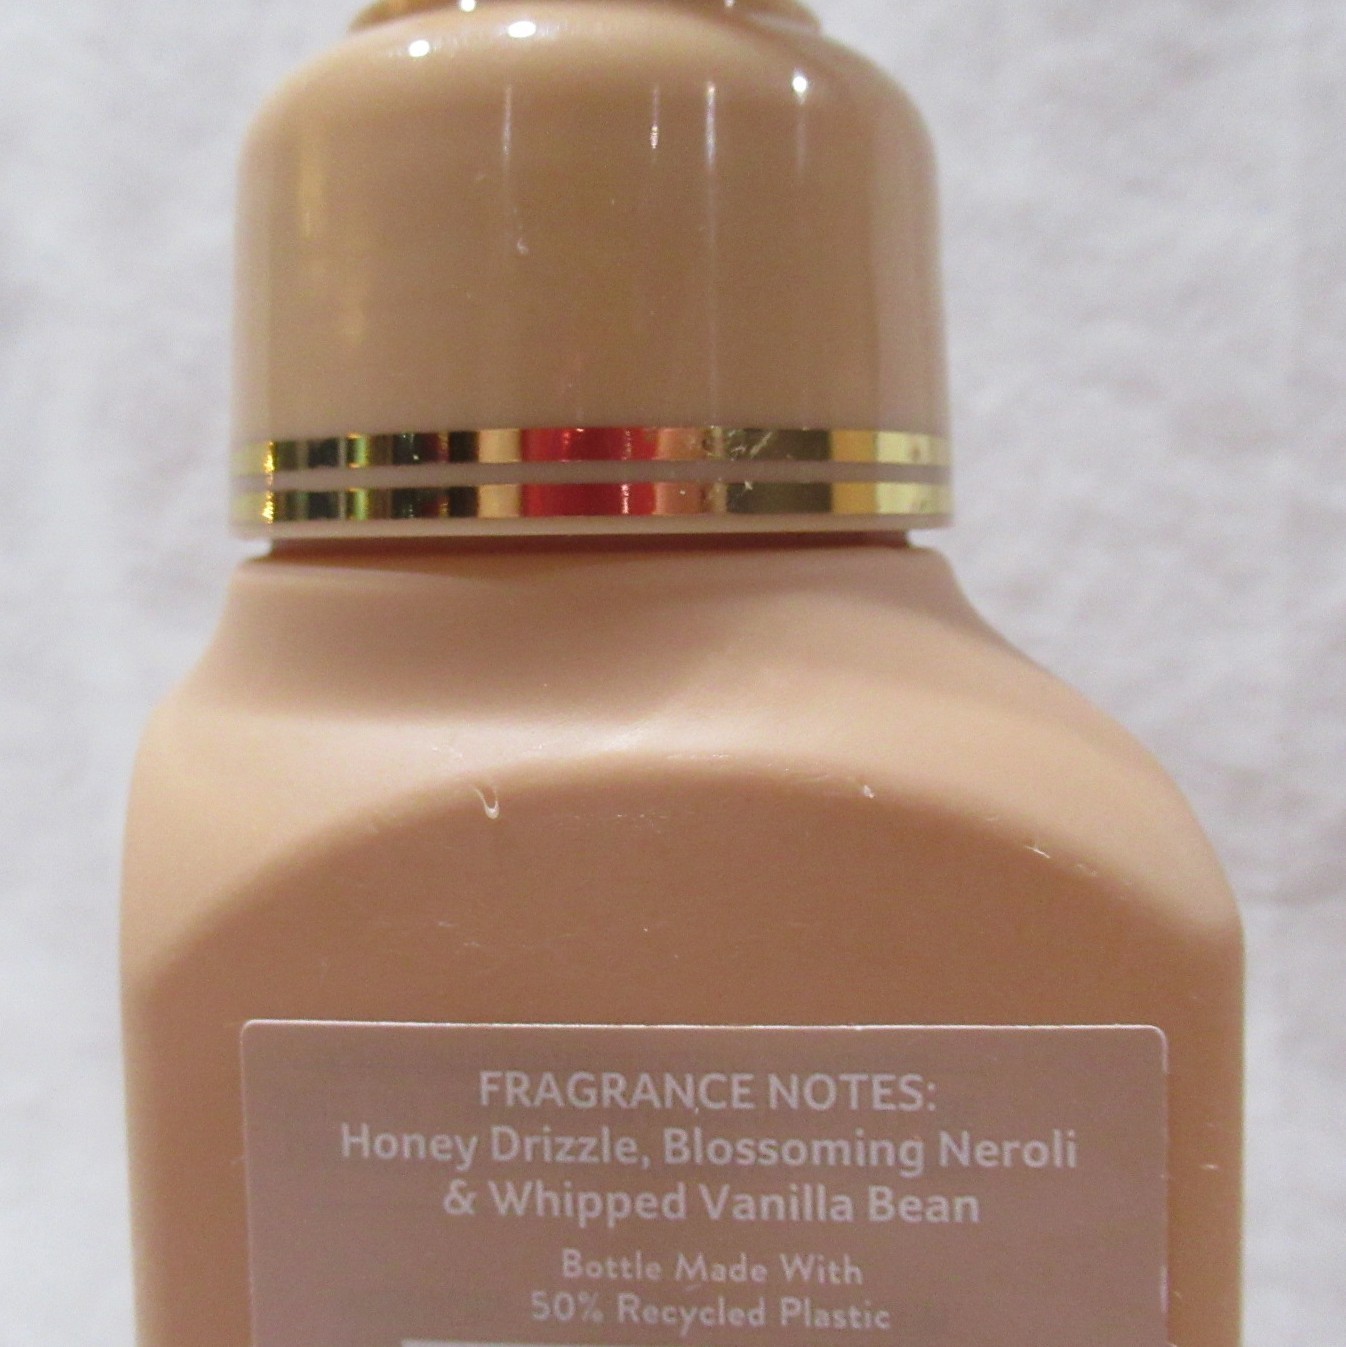 FRAGRANCE NOTES:
Honey Drizzle, Blossoming Neroli
& Whipped Vanilla Bean
Bottle Made With
50% Recycled Plastic